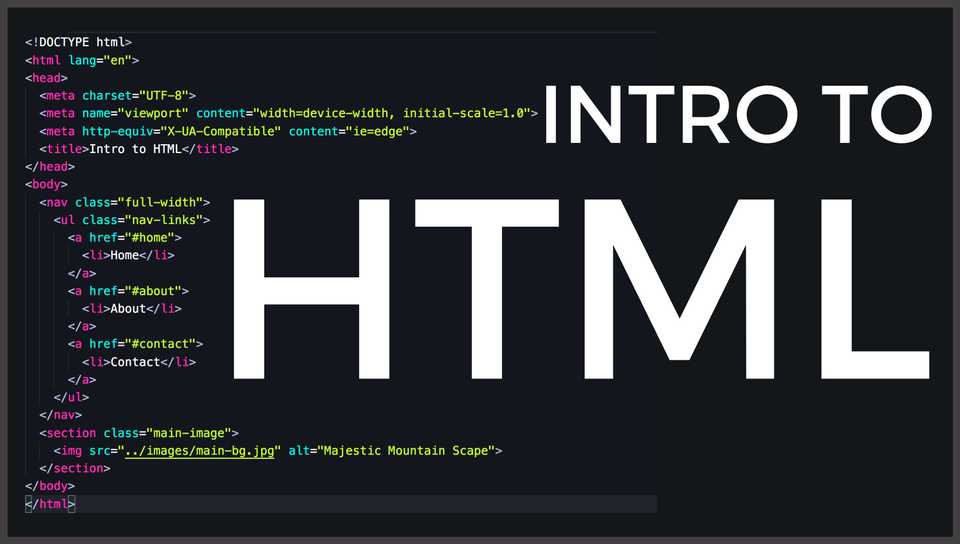 <!DOCTYPE html>
<html lang="en">
<head>
<meta charset="UTF-8">
<meta name="viewport" content="width=device-width, initial-scale=1.0">
<meta http-equiv="X-UA-Compatible" content="ie=edge">
<title>Intro to HTML</title>
</head>
<body>
<nav class="full-width">
<ul class="nav-links">
<a href="#home">
<li>Home</li>
</a>
<a href="#about">
<li>About</li>
</a>
<a href="#contact">
<li>Contact</li>
</a>
</ul>
</nav>
<section class="main-image">
<img src="../images/main-bg.jpg" alt="Majestic Mountain Scape">
</section>
</body>
</html>
INTRO TO
HTML